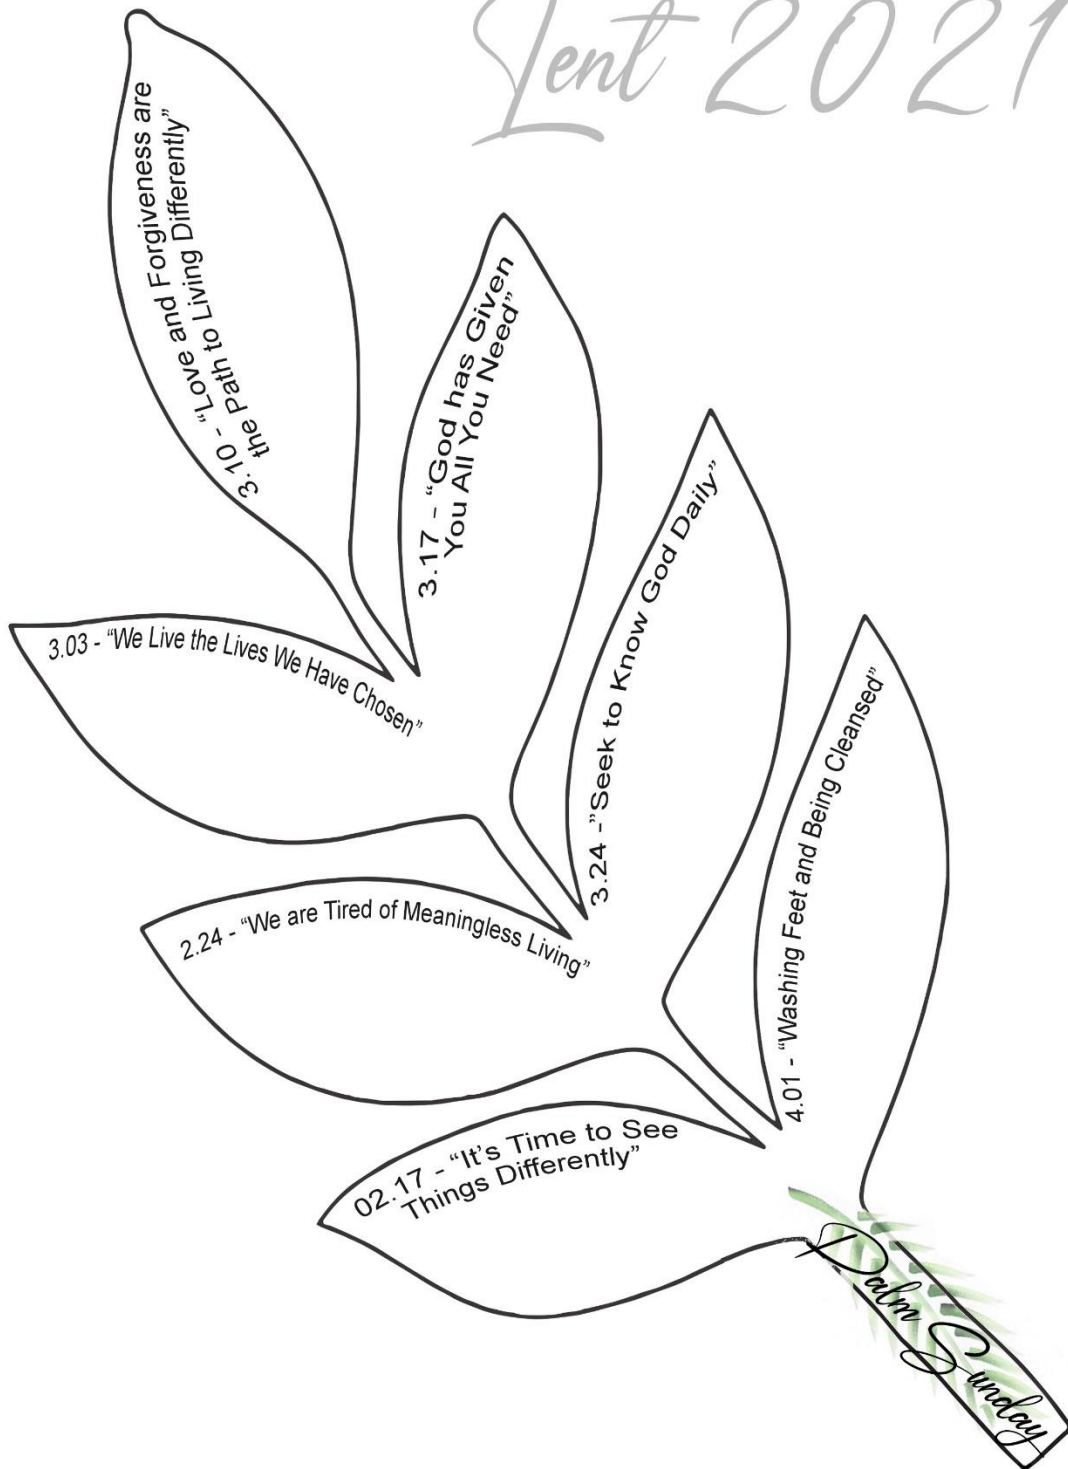 Lent 2021
3.10 - “Love and Forgiveness are
the Path to Living Differently”
3.17 - “God has Given
You All You Need”
3.24 -”Seek to Know God Daily”
3.03 - “We Live the Lives We Have Chosen”
4.01 - “Washing Feet and Being Cleansed”
2.24 - “We are Tired of Meaningless Living”
02.17 - “It’s Time to See
Things Differently”
Palm Sunday